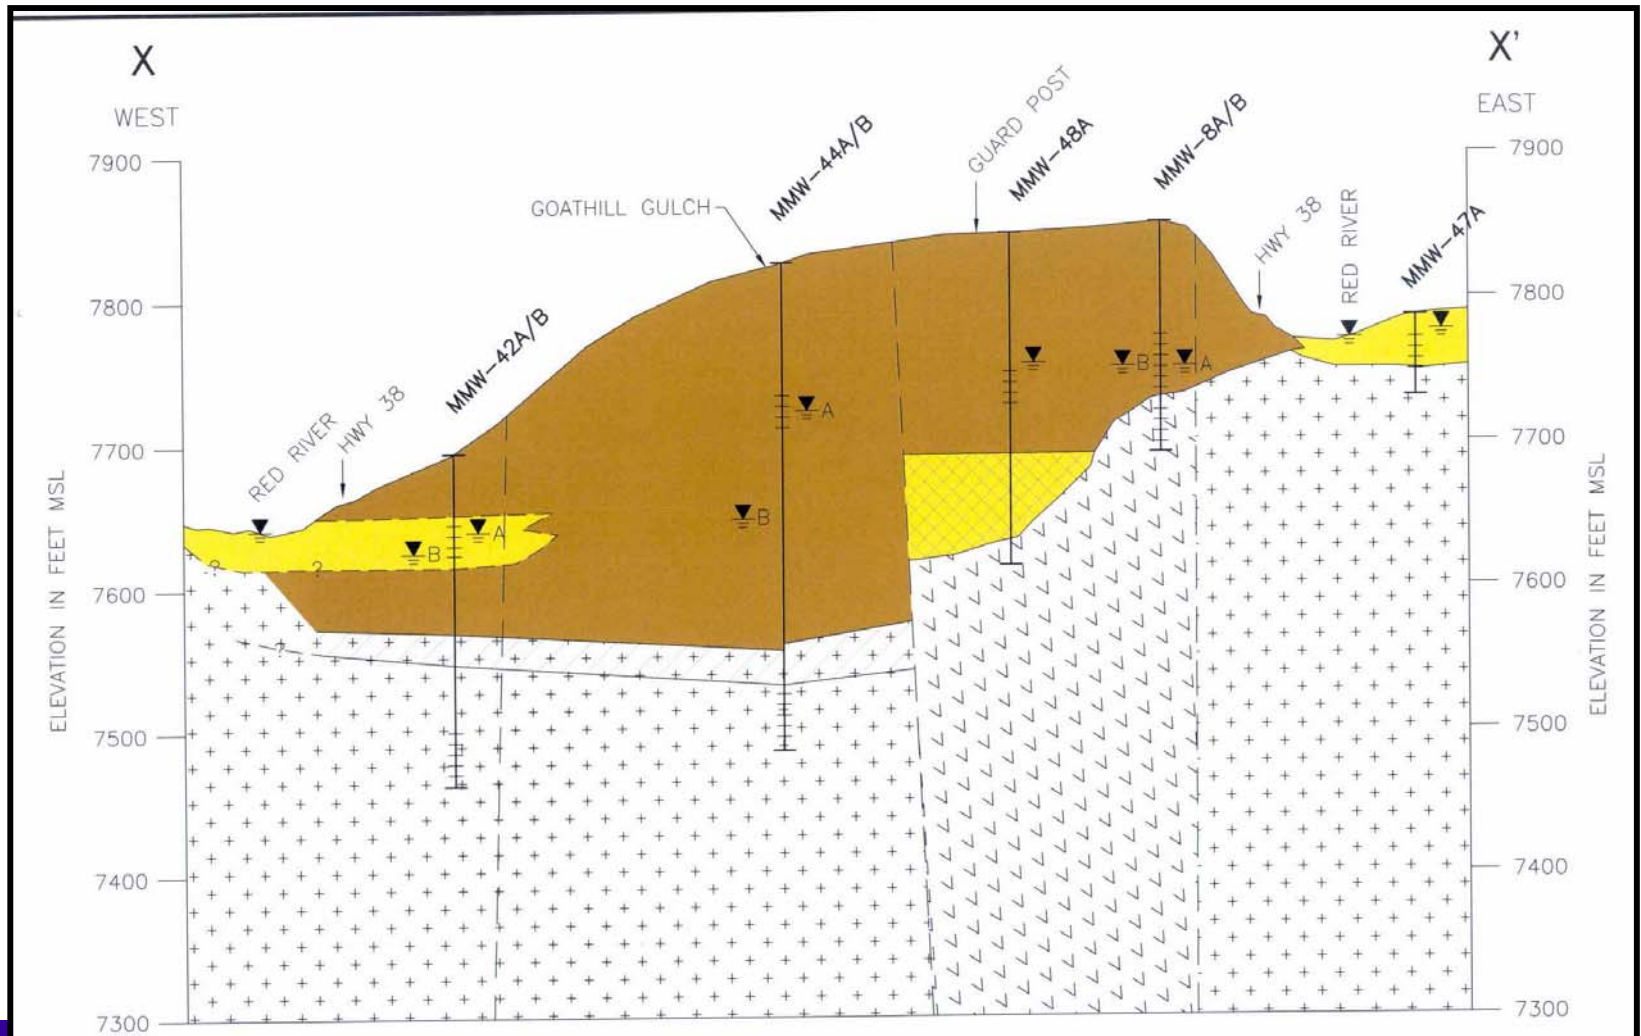 X
X'
WEST
EAST
7900
7800
7700
7600
7500
7400
7300
ELEVATION IN FEET MSL
RED RIVER
HWY 38
MMW-42A/B
GOATHILL GULCH
MMW-44A/B
GUARD POST
MMW-48A
MMW-8A/B
HWY 38
RED RIVER
MMW-47A
A
B
A
B
B
A
?
?
?
7900
7800
7700
7600
7500
7400
7300
ELEVATION IN FEET MSL